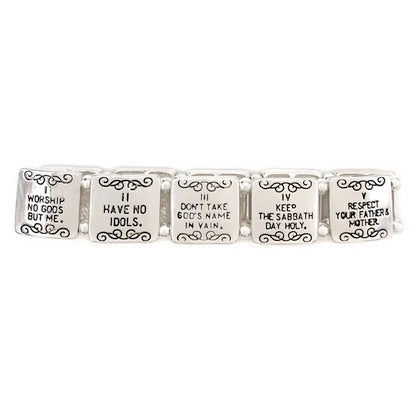 I
WORSHIP
NO GODS
BUT ME.
II
HAVE NO
IDOLS.
III
DON'T TAKE
GOD'S NAME
IN VAIN.
IV
KEEP
THE SABBATH
DAY HOLY.
V
RESPECT
YOUR FATHER &
MOTHER.